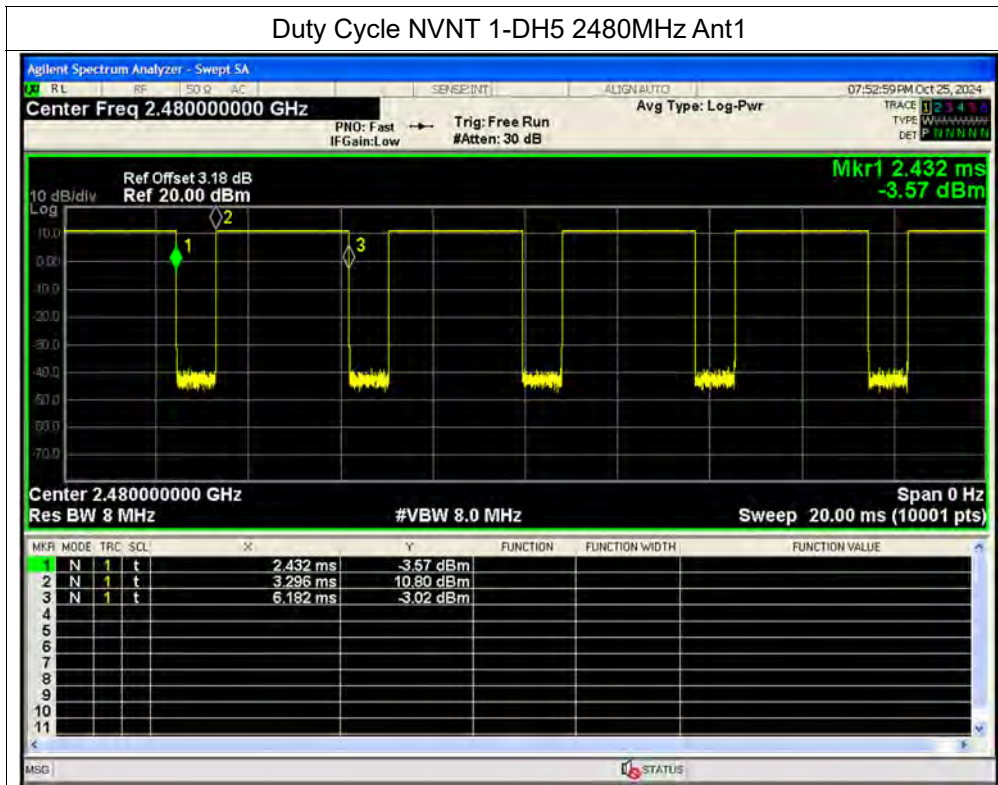 Duty Cycle NVNT 1-DH5 2480MHz Ant1
Agilent Spectrum Analyzer - Swept SA
RL RF 50 Ω AC SENSE:INT ALIGN AUTO 07:52:59 PM Oct 25, 2024
Center Freq 2.480000000 GHz Avg Type: Log-Pwr TRACE 1 2 3 4 5 6
PNO: Fast Trig: Free Run TYPE W
IFGain:Low #Atten: 30 dB DET P N N N N N
Mkr1 2.432 ms
-3.57 dBm
Ref Offset 3.18 dB
10 dB/div Ref 20.00 dBm
Log
10.0
0.00
-10.0
-20.0
-30.0
-40.0
-50.0
-60.0
-70.0
1
2
3
Center 2.480000000 GHz Span 0 Hz
Res BW 8 MHz #VBW 8.0 MHz Sweep 20.00 ms (10001 pts)
MKR MODE TRC SCL X Y FUNCTION FUNCTION WIDTH FUNCTION VALUE
1 N 1 t 2.432 ms -3.57 dBm
2 N 1 t 3.296 ms 10.80 dBm
3 N 1 t 6.182 ms -3.02 dBm
4
5
6
7
8
9
10
11
MSG STATUS